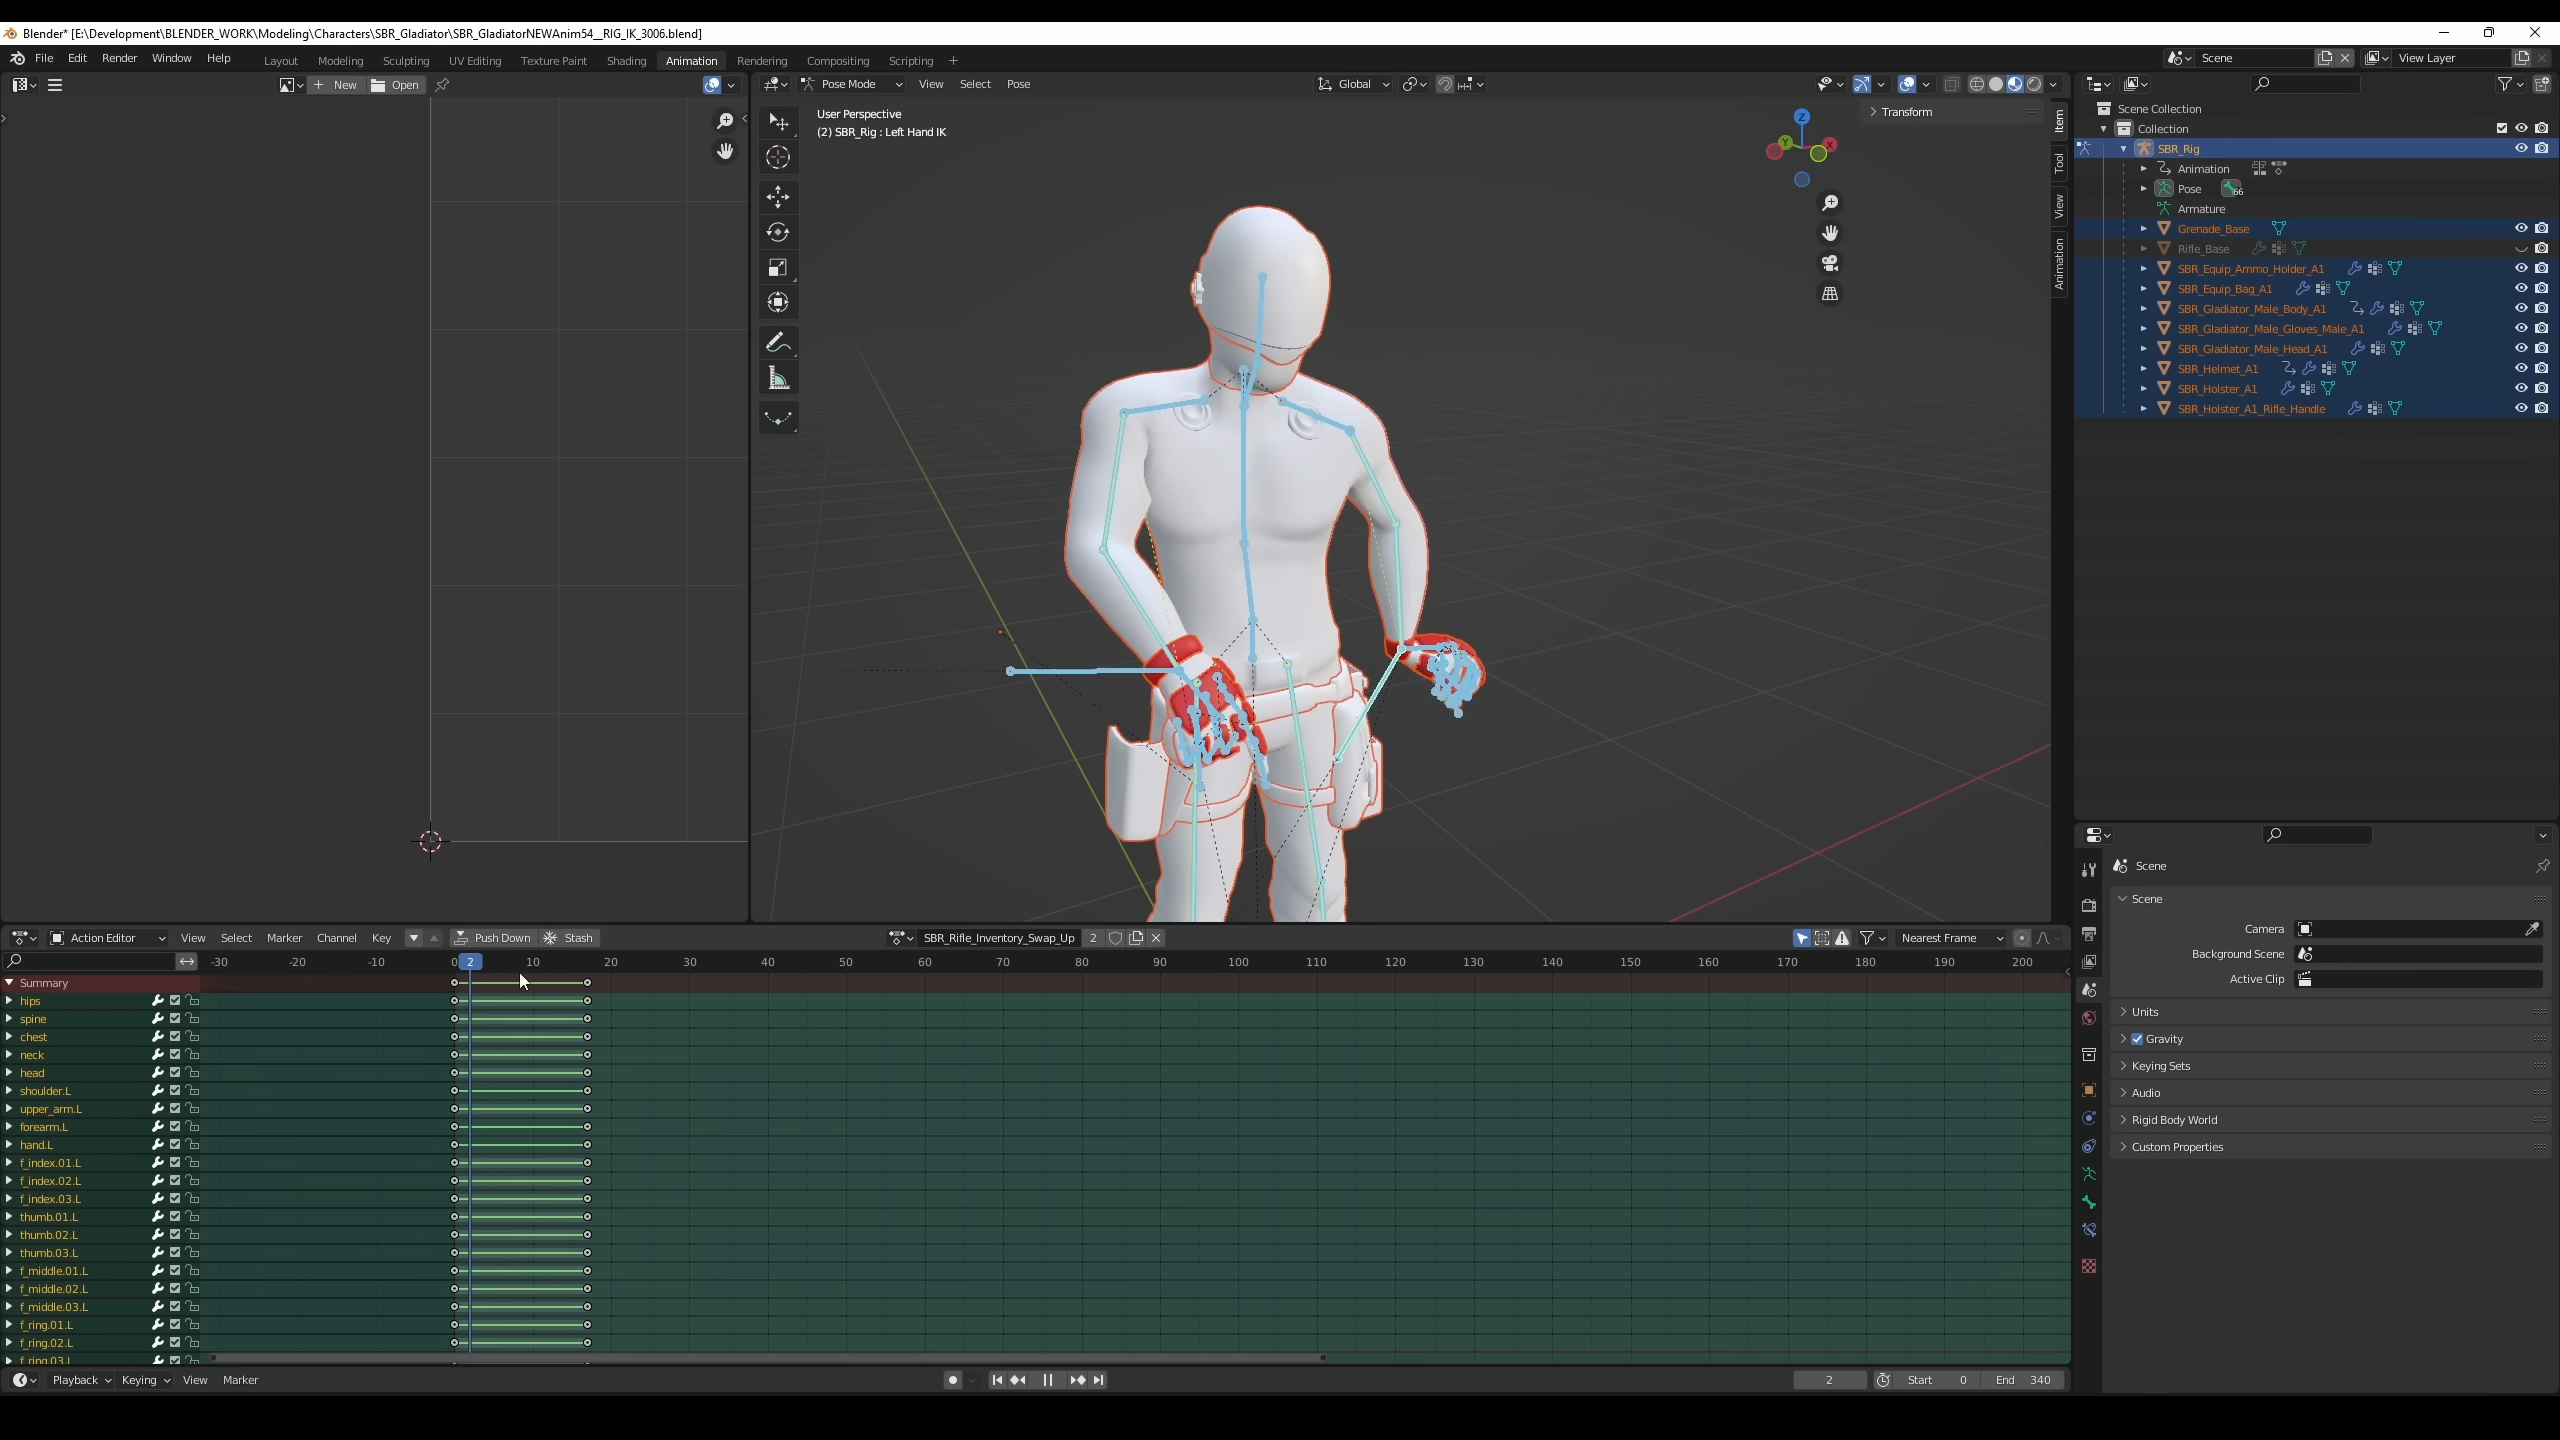 Blender* [E:\Development\BLENDER_WORK\Modeling\Characters\SBR_Gladiator\SBR_GladiatorNEWAnim54__RIG_IK_3006.blend]
File Edit Render Window Help Layout Modeling Sculpting UV Editing Texture Paint Shading Animation Rendering Compositing Scripting + Scene View Layer
New Open Pose Mode View Select Pose Global
User Perspective
(2) SBR_Rig : Left Hand IK
Transform
Item
Tool
View
Animation
Z
Y
X
Scene Collection
Collection
SBR_Rig
Animation
Pose 66
Armature
Grenade_Base
Rifle_Base
SBR_Equip_Ammo_Holder_A1
SBR_Equip_Bag_A1
SBR_Gladiator_Male_Body_A1
SBR_Gladiator_Male_Gloves_Male_A1
SBR_Gladiator_Male_Head_A1
SBR_Helmet_A1
SBR_Holster_A1
SBR_Holster_A1_Rifle_Handle
Scene
Scene
Camera
Background Scene
Active Clip
Units
Gravity
Keying Sets
Audio
Rigid Body World
Custom Properties
Action Editor View Select Marker Channel Key Push Down Stash SBR_Rifle_Inventory_Swap_Up 2 Nearest Frame
-30 -20 -10 0 2 10 20 30 40 50 60 70 80 90 100 110 120 130 140 150 160 170 180 190 200
Summary
hips
spine
chest
neck
head
shoulder.L
upper_arm.L
forearm.L
hand.L
f_index.01.L
f_index.02.L
f_index.03.L
thumb.01.L
thumb.02.L
thumb.03.L
f_middle.01.L
f_middle.02.L
f_middle.03.L
f_ring.01.L
f_ring.02.L
f_ring.03.L
Playback Keying View Marker 2 Start 0 End 340